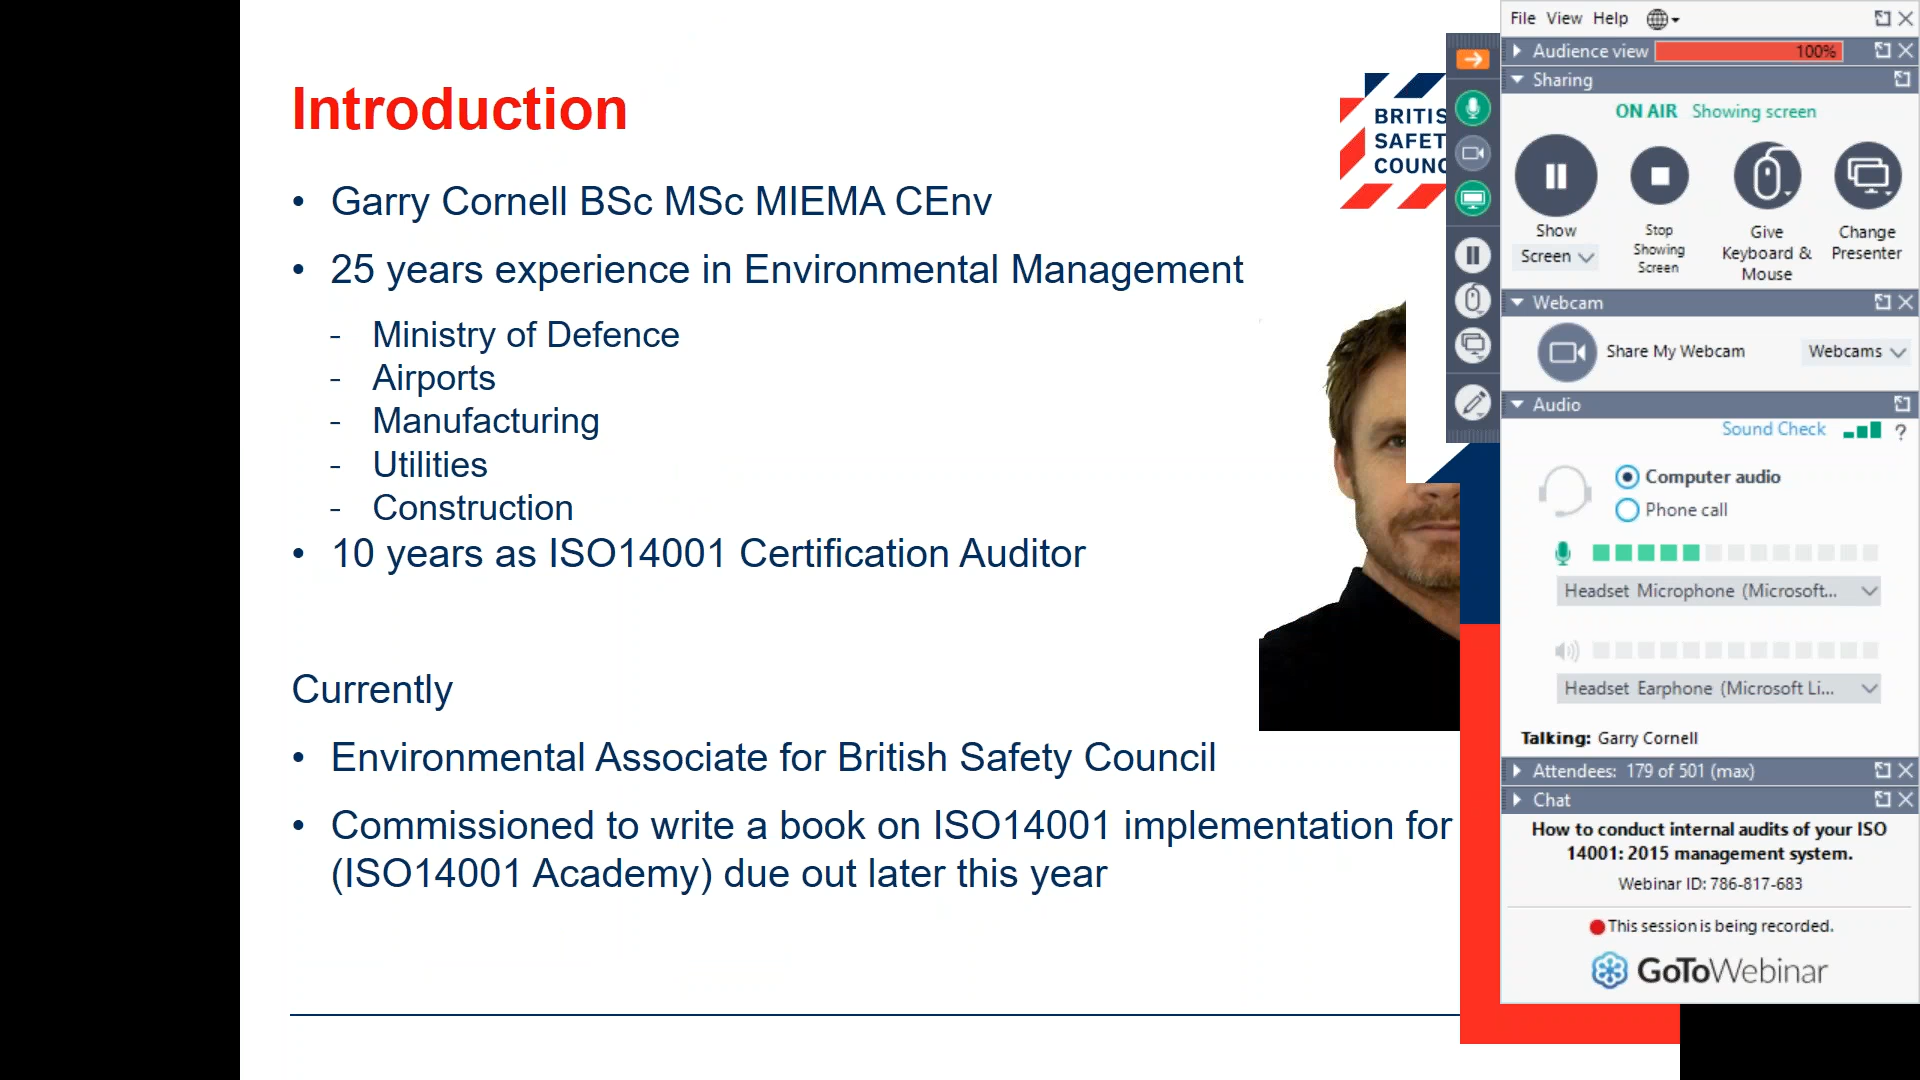 Introduction
• Garry Cornell BSc MSc MIEMA CEnv
• 25 years experience in Environmental Management
- Ministry of Defence
- Airports
- Manufacturing
- Utilities
- Construction
• 10 years as ISO14001 Certification Auditor
Currently
• Environmental Associate for British Safety Council
• Commissioned to write a book on ISO14001 implementation for
(ISO14001 Academy) due out later this year
BRITIS
SAFET
COUNC
File View Help
Audience view 100%
Sharing
ON AIR Showing screen
Show
Screen
Stop
Showing
Screen
Give
Keyboard &
Mouse
Change
Presenter
Webcam
Share My Webcam
Webcams
Audio
Sound Check ?
Computer audio
Phone call
Headset Microphone (Microsoft...
Headset Earphone (Microsoft Li...
Talking: Garry Cornell
Attendees: 179 of 501 (max)
Chat
How to conduct internal audits of your ISO
14001: 2015 management system.
Webinar ID: 786-817-683
This session is being recorded.
GoToWebinar